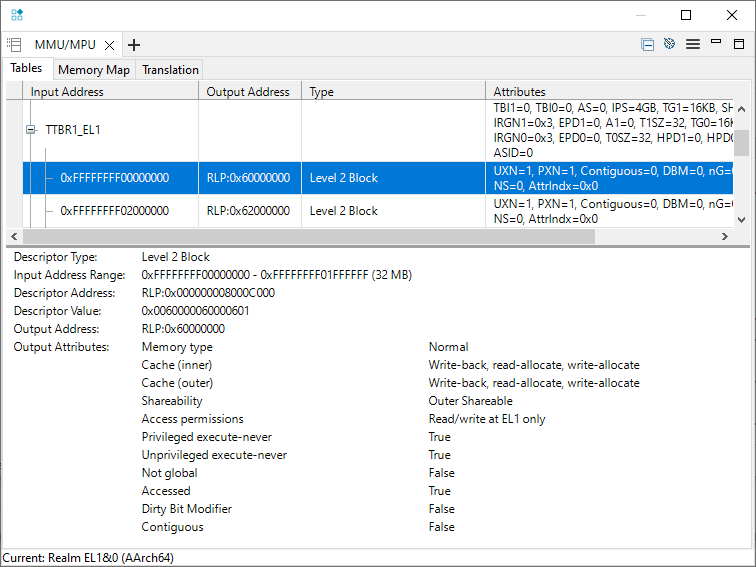 MMU/MPU
Tables Memory Map Translation
Input Address Output Address Type Attributes
TBI1=0, TBI0=0, AS=0, IPS=4GB, TG1=16KB, SH
TTBR1_EL1 IRGN1=0x3, EPD1=0, A1=0, T1SZ=32, TG0=16K
IRGN0=0x3, EPD0=0, T0SZ=32, HPD1=0, HPD0
ASID=0
0xFFFFFFFF00000000 RLP:0x60000000 Level 2 Block UXN=1, PXN=1, Contiguous=0, DBM=0, nG=
NS=0, AttrIndx=0x0
0xFFFFFFFF02000000 RLP:0x62000000 Level 2 Block UXN=1, PXN=1, Contiguous=0, DBM=0, nG=
NS=0, AttrIndx=0x0
Descriptor Type: Level 2 Block
Input Address Range: 0xFFFFFFFF00000000 - 0xFFFFFFFF01FFFFFF (32 MB)
Descriptor Address: RLP:0x000000008000C000
Descriptor Value: 0x0060000060000601
Output Address: RLP:0x60000000
Output Attributes: Memory type Normal
Cache (inner) Write-back, read-allocate, write-allocate
Cache (outer) Write-back, read-allocate, write-allocate
Shareability Outer Shareable
Access permissions Read/write at EL1 only
Privileged execute-never True
Unprivileged execute-never True
Not global False
Accessed True
Dirty Bit Modifier False
Contiguous False
Current: Realm EL1&0 (AArch64)